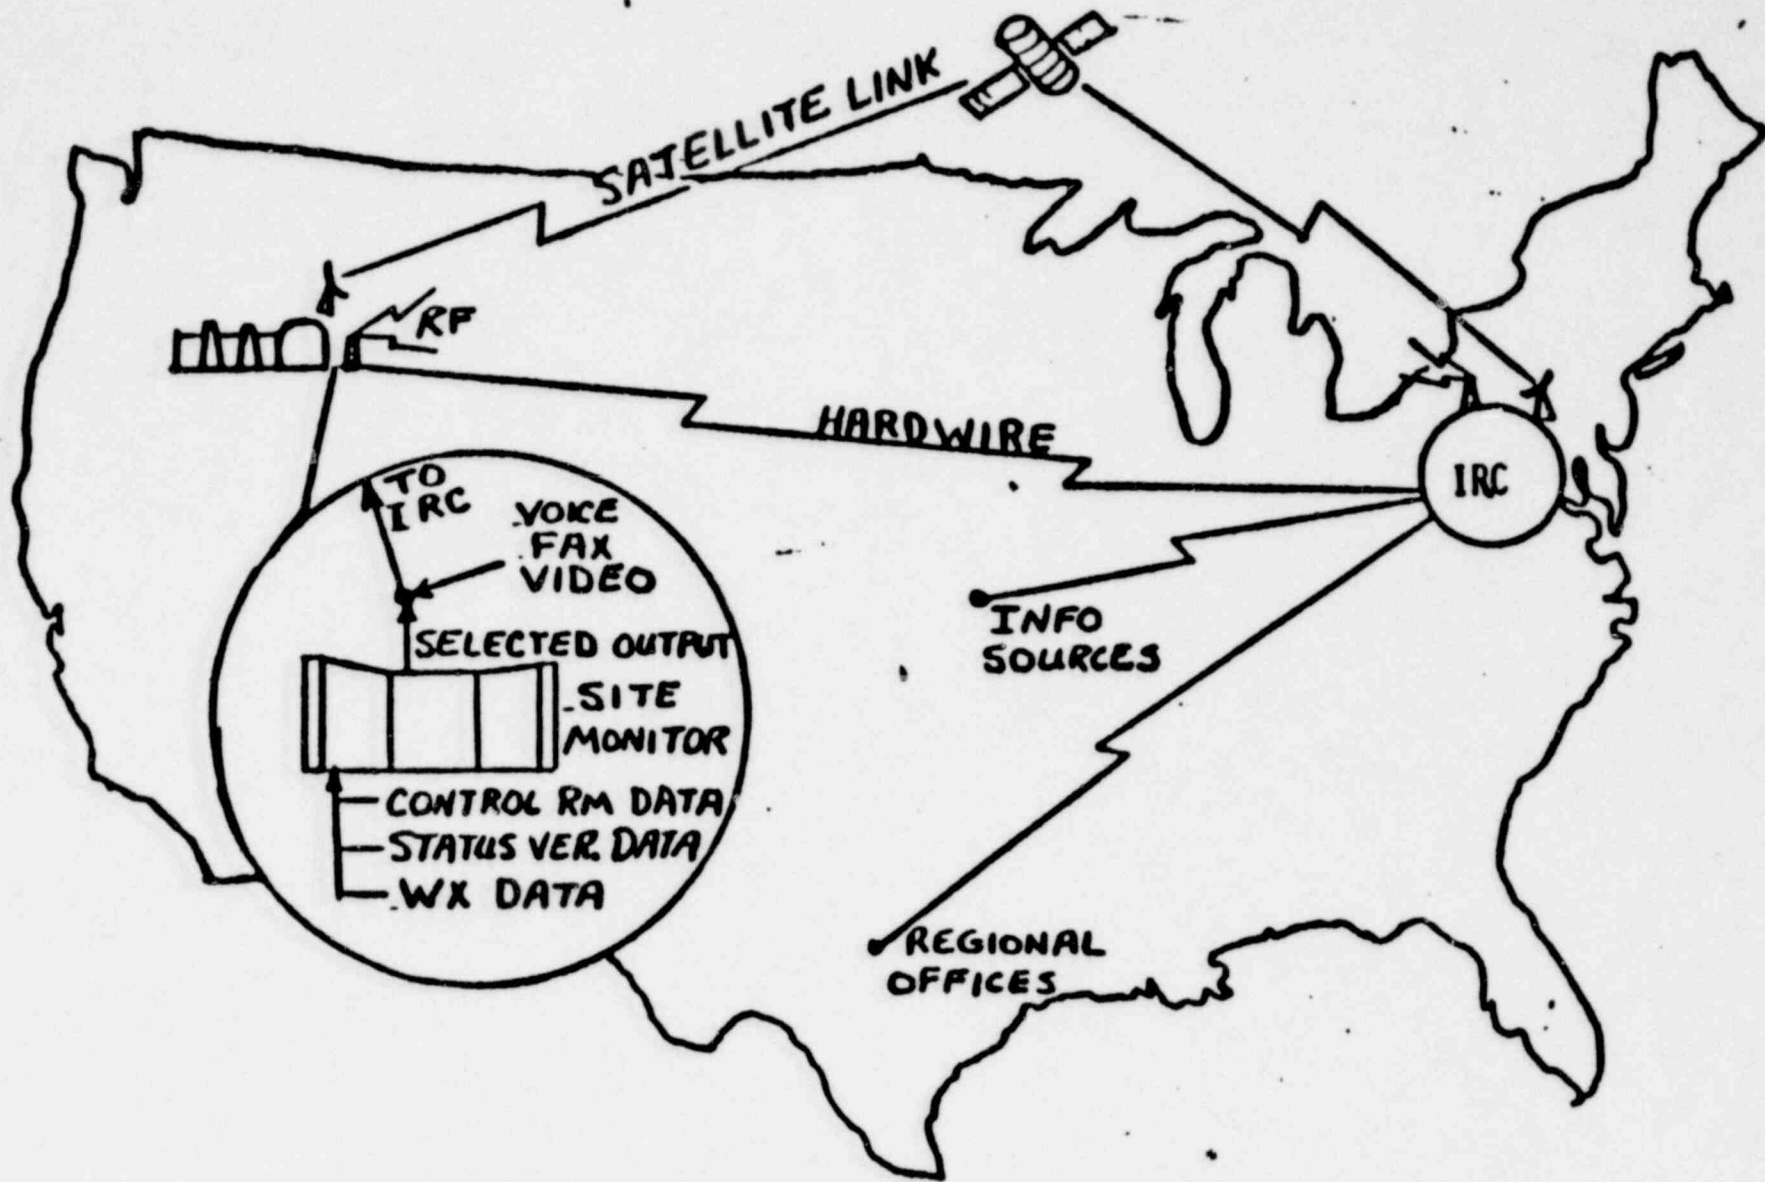 SATELLITE LINK
RF
HARDWIRE
IRC
TO
IRC
VOICE
FAX
VIDEO
SELECTED OUTPUT
SITE
MONITOR
CONTROL RM DATA
STATUS VER. DATA
WX DATA
INFO
SOURCES
REGIONAL
OFFICES